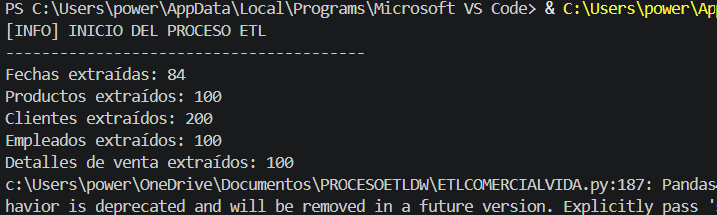 PS C:\Users\power\AppData\Local\Programs\Microsoft VS Code> & C:\Users\power\Ap
[INFO] INICIO DEL PROCESO ETL
----------------------------------------
Fechas extraídas: 84
Productos extraídos: 100
Clientes extraídos: 200
Empleados extraídos: 100
Detalles de venta extraídos: 100
c:\Users\power\OneDrive\Documentos\PROCESOETLDW\ETLCOMERCIALVIDA.py:187: Pandas
havior is deprecated and will be removed in a future version. Explicitly pass '